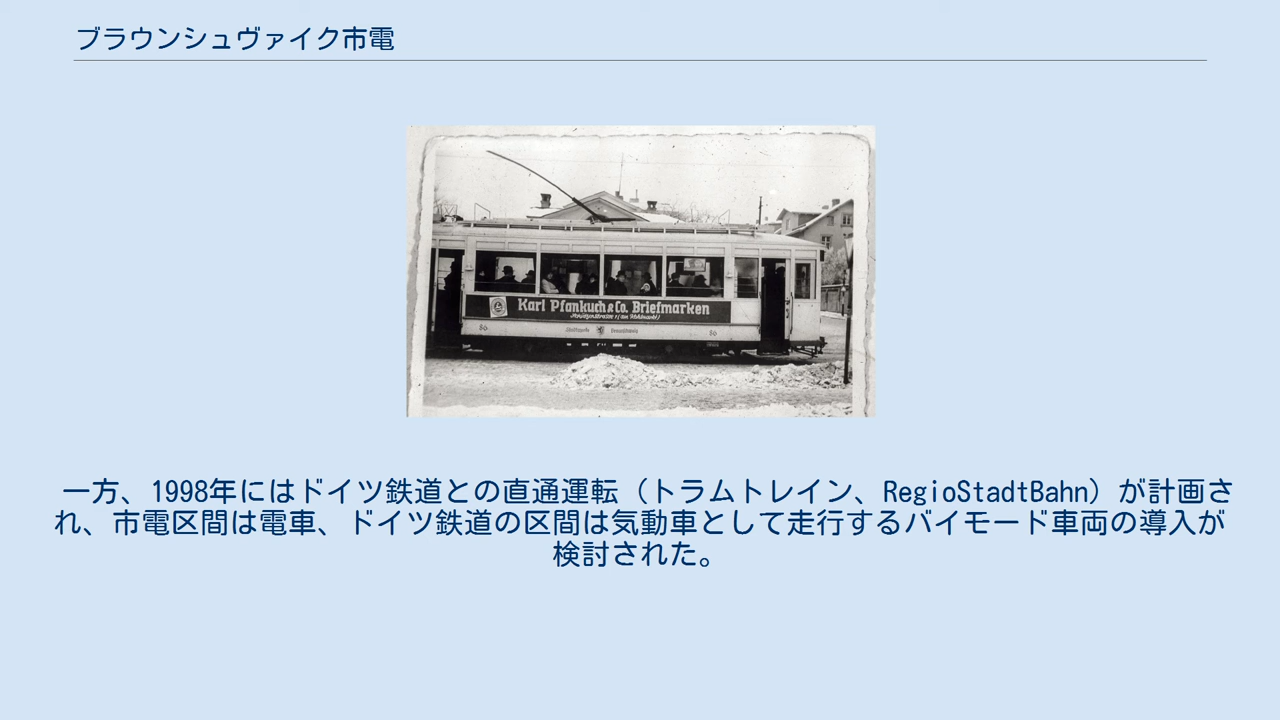 ブラウンシュヴァイク市電
Karl Pfankuch & Co. Briefmarken
86
86
一方、1998年にはドイツ鉄道との直通運転（トラムトレイン、RegioStadtBahn）が計画さ
れ、市電区間は電車、ドイツ鉄道の区間は気動車として走行するバイモード車両の導入が
検討された。